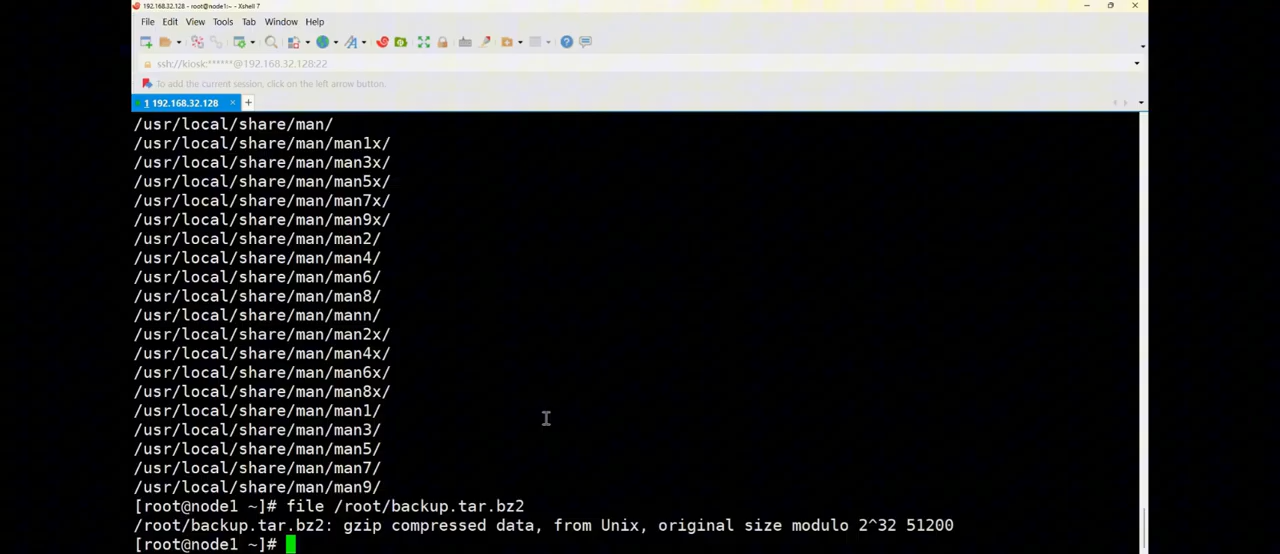 192.168.32.128 - root@node1:~ - Xshell 7
File Edit View Tools Tab Window Help
ssh://kiosk:******@192.168.32.128:22
To add the current session, click on the left arrow button.
1 192.168.32.128
/usr/local/share/man/
/usr/local/share/man/man1x/
/usr/local/share/man/man3x/
/usr/local/share/man/man5x/
/usr/local/share/man/man7x/
/usr/local/share/man/man9x/
/usr/local/share/man/man2/
/usr/local/share/man/man4/
/usr/local/share/man/man6/
/usr/local/share/man/man8/
/usr/local/share/man/mann/
/usr/local/share/man/man2x/
/usr/local/share/man/man4x/
/usr/local/share/man/man6x/
/usr/local/share/man/man8x/
/usr/local/share/man/man1/
/usr/local/share/man/man3/
/usr/local/share/man/man5/
/usr/local/share/man/man7/
/usr/local/share/man/man9/
[root@node1 ~]# file /root/backup.tar.bz2
/root/backup.tar.bz2: gzip compressed data, from Unix, original size modulo 2^32 51200
[root@node1 ~]#